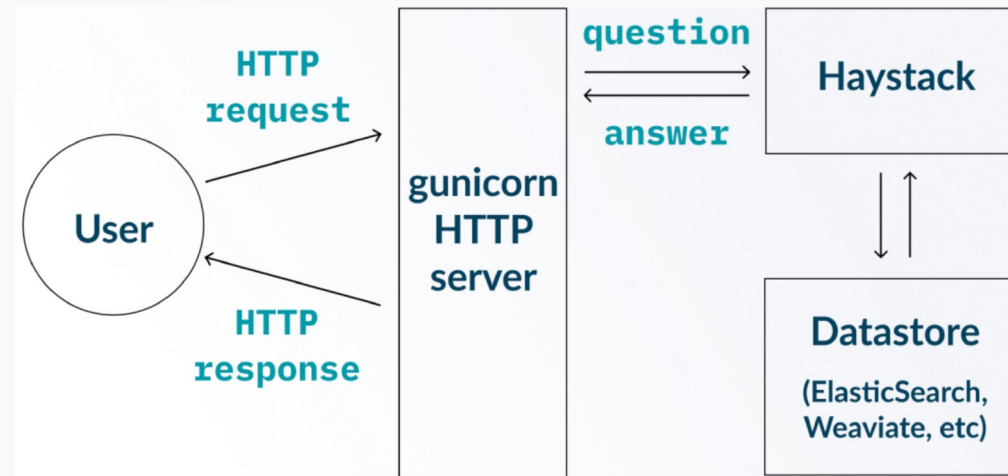 HTTP
request
User
HTTP
response
gunicorn
HTTP
server
question
answer
Haystack
Datastore
(ElasticSearch,
Weaviate, etc)